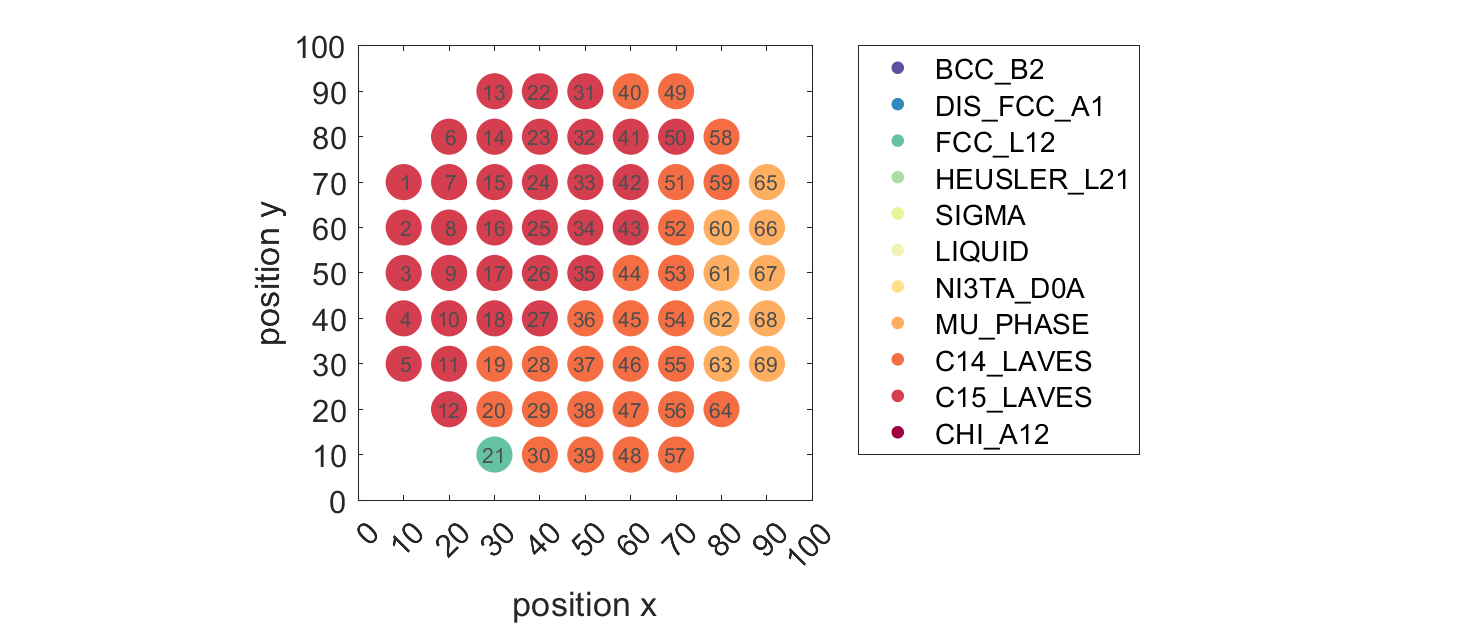 100
90
80
70
60
50
40
30
20
10
0
position y
13 22 31 40 49
6 14 23 32 41 50 58
1 7 15 24 33 42 51 59 65
2 8 16 25 34 43 52 60 66
3 9 17 26 35 44 53 61 67
4 10 18 27 36 45 54 62 68
5 11 19 28 37 46 55 63 69
12 20 29 38 47 56 64
21 30 39 48 57
0 10 20 30 40 50 60 70 80 90 100
position x
BCC_B2
DIS_FCC_A1
FCC_L12
HEUSLER_L21
SIGMA
LIQUID
NI3TA_D0A
MU_PHASE
C14_LAVES
C15_LAVES
CHI_A12